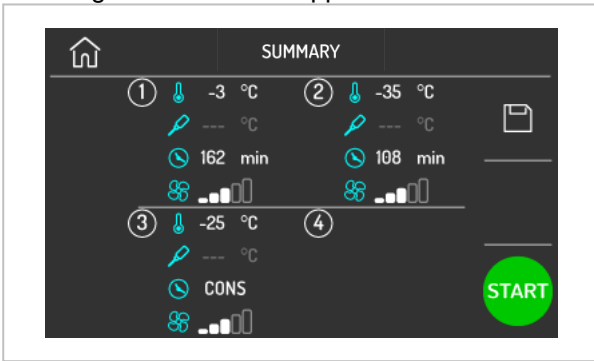 SUMMARY
1 -3 °C 2 -35 °C
--- °C --- °C
162 min 108 min
3 -25 °C 4
--- °C
CONS
START